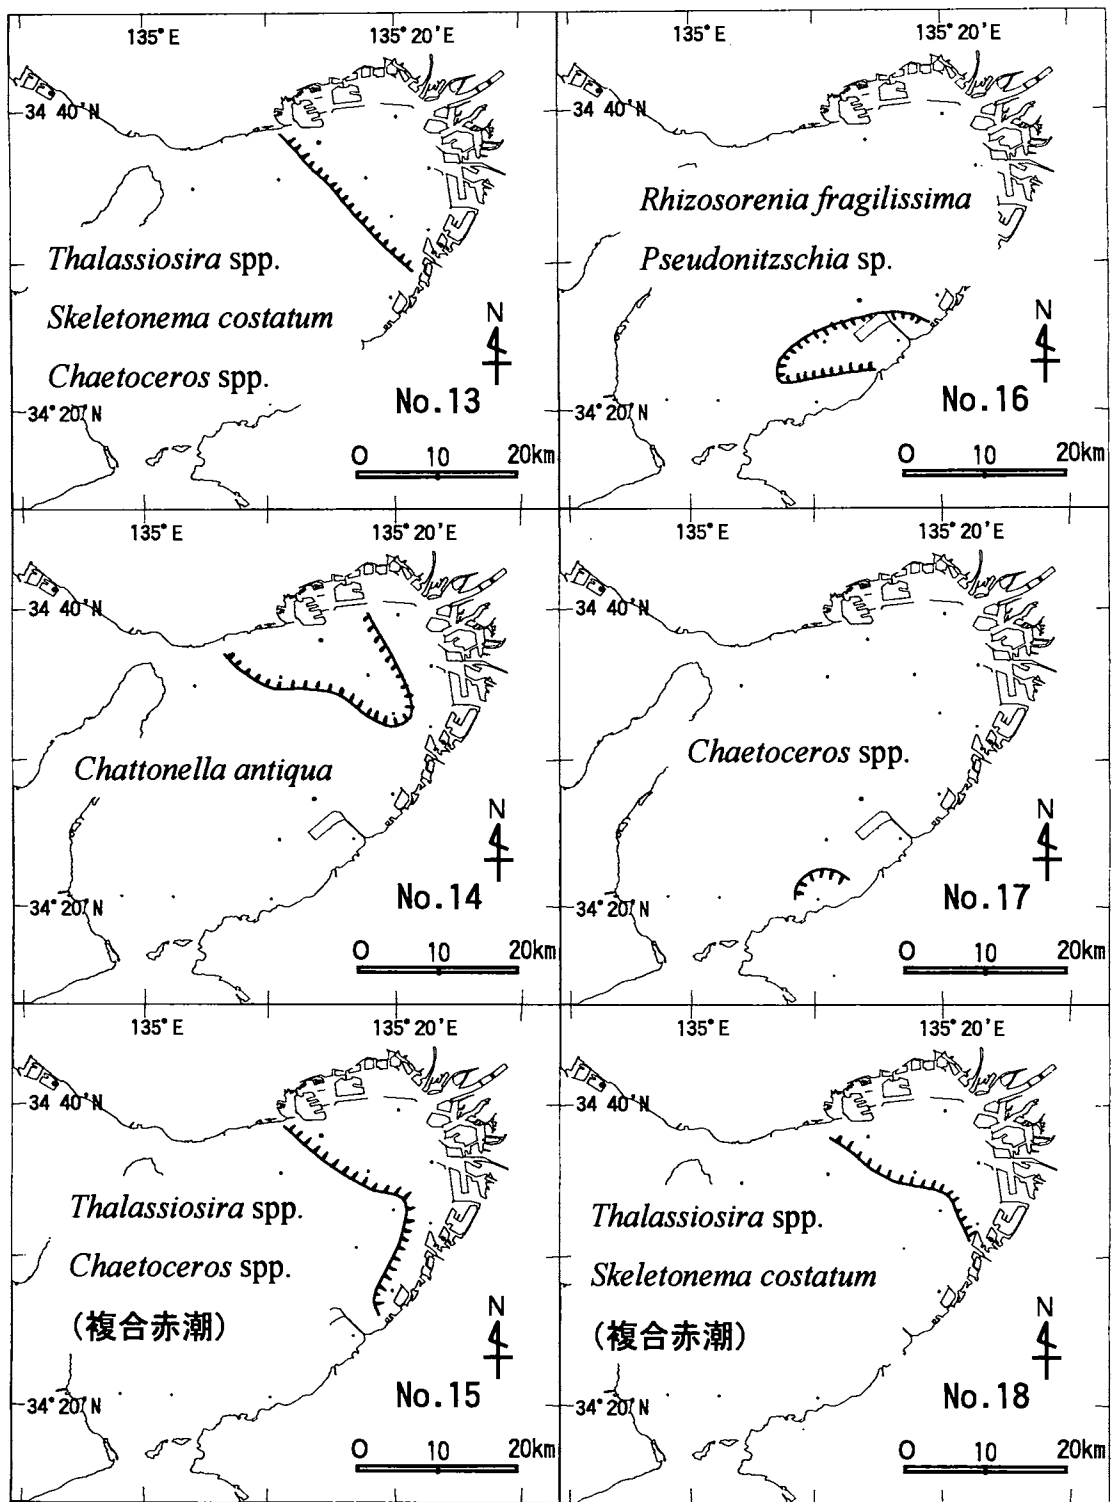 135°E
135°20'E
34 40'N
Thalassiosira spp.
Skeletonema costatum
Chaetoceros spp.
N
No.13
34°20'N
0 10 20km
135°E
135°20'E
34 40'N
Rhizosorenia fragilissima
Pseudonitzschia sp.
N
No.16
34°20'N
0 10 20km
135°E
135°20'E
34 40'N
Chattonella antiqua
N
No.14
34°20'N
0 10 20km
135°E
135°20'E
34 40'N
Chaetoceros spp.
N
No.17
34°20'N
0 10 20km
135°E
135°20'E
34 40'N
Thalassiosira spp.
Chaetoceros spp.
(複合赤潮)
N
No.15
34°20'N
0 10 20km
135°E
135°20'E
34 40'N
Thalassiosira spp.
Skeletonema costatum
(複合赤潮)
N
No.18
34°20'N
0 10 20km